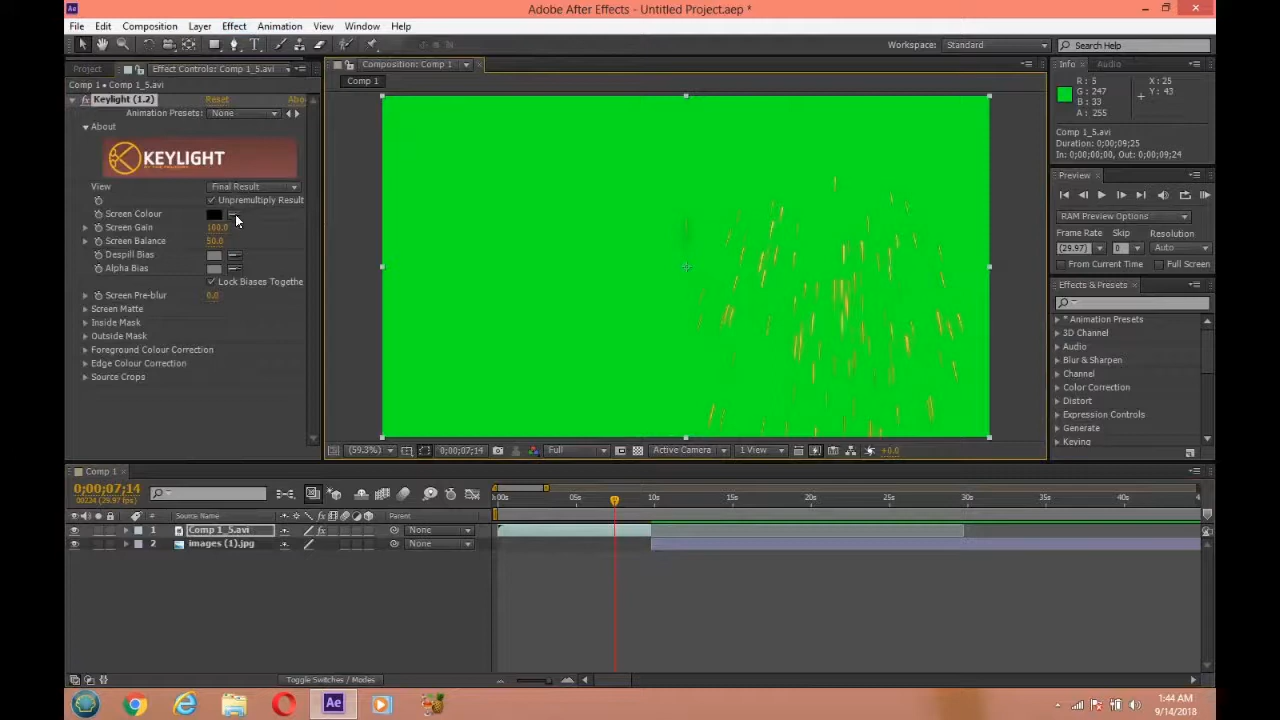 Adobe After Effects - Untitled Project.aep *
File Edit Composition Layer Effect Animation View Window Help
Workspace: Standard
Search Help
Project
Effect Controls: Comp 1_5.avi
Composition: Comp 1
Info
Audio
Comp 1 • Comp 1_5.avi
Comp 1
R : 5
G : 247
B : 33
A : 255
X : 25
Y : 43
Keylight (1.2) Reset
Animation Presets: None
About
KEYLIGHT
Comp 1_5.avi
Duration: 0;00;09;25
In: 0;00;00;00, Out: 0;00;09;24
Preview
View Final Result
Unpremultiply Result
Screen Colour
Screen Gain 100.0
Screen Balance 50.0
Despill Bias
Alpha Bias
Lock Biases Togethe
Screen Pre-blur 0.0
Screen Matte
Inside Mask
Outside Mask
Foreground Colour Correction
Edge Colour Correction
Source Crops
RAM Preview Options
Frame Rate Skip Resolution
(29.97) 0 Auto
From Current Time Full Screen
Effects & Presets
* Animation Presets
3D Channel
Audio
Blur & Sharpen
Channel
Color Correction
Distort
Expression Controls
Generate
Keying
(59.3%) 0;00;07;14 Full Active Camera 1 View +0.0
Comp 1
0;00;07;14
00224 (29.97 fps)
05s 10s 15s 20s 25s 30s 35s 40s
# Source Name Parent
1 Comp 1_5.avi None
2 images (1).jpg None
Toggle Switches / Modes
Ae
1:44 AM
9/14/2018